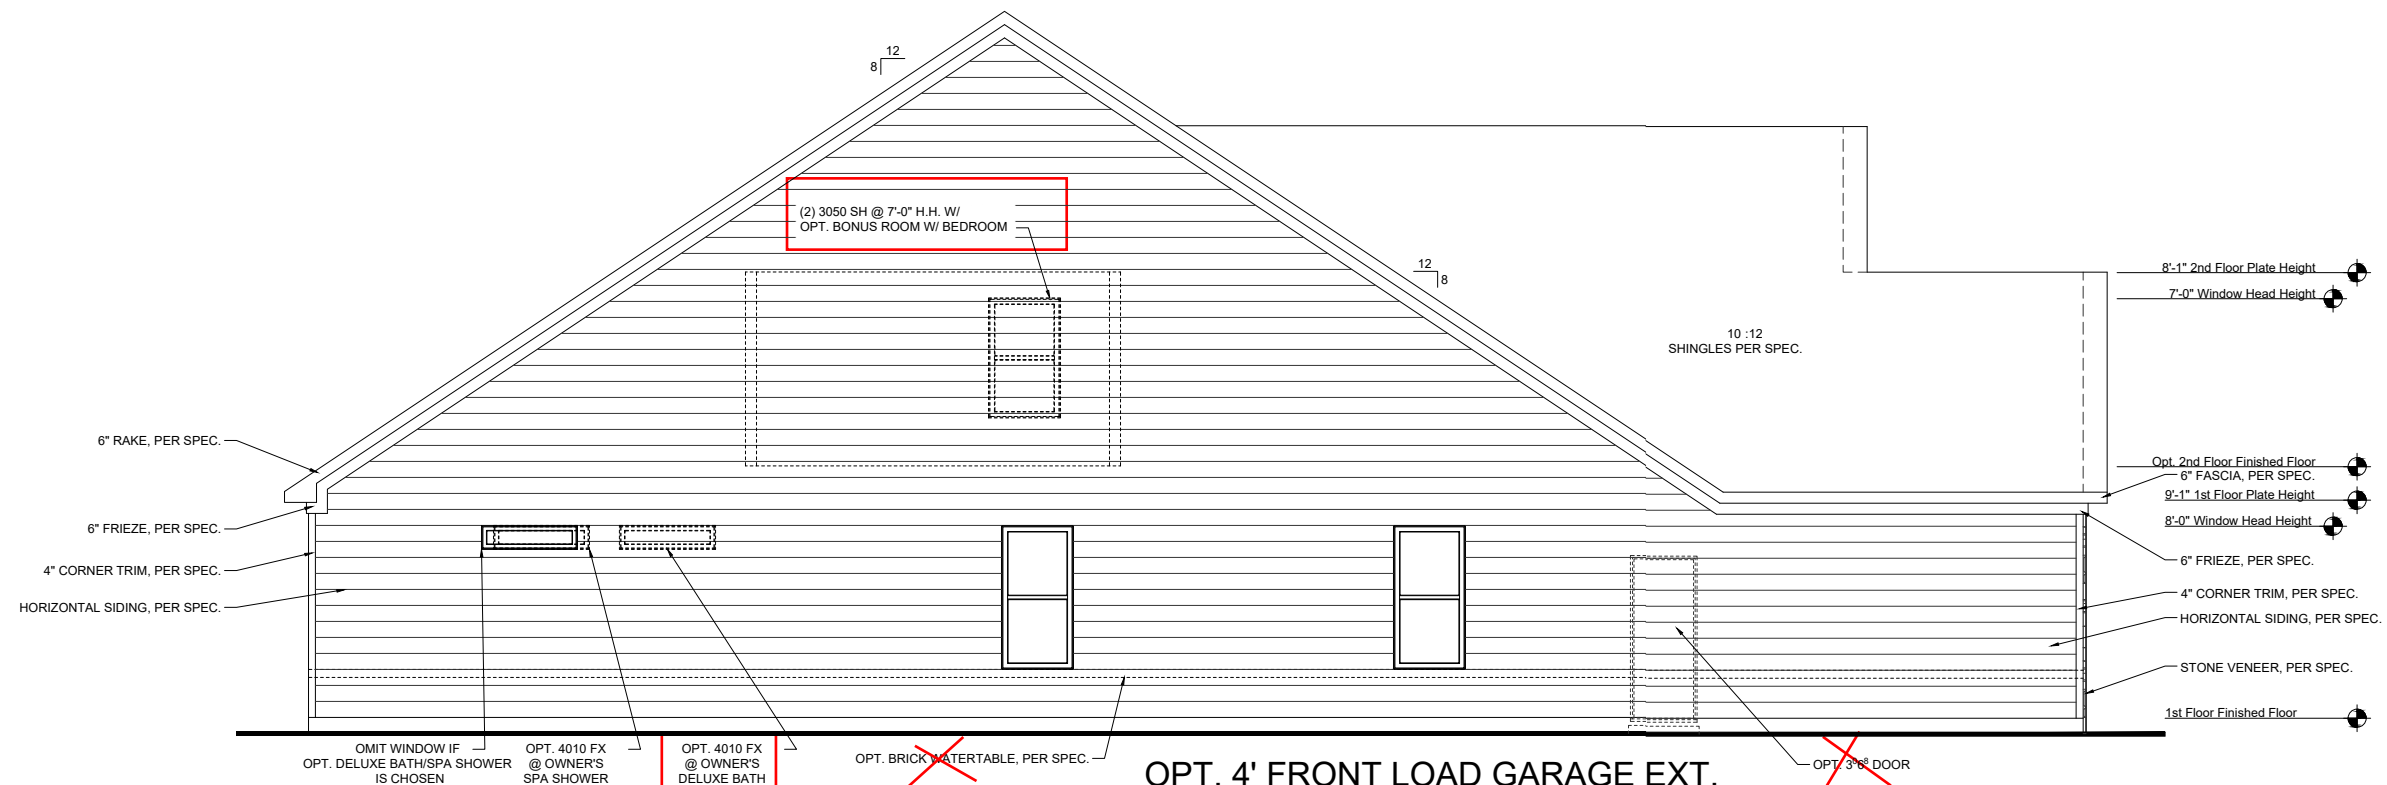 12
8
(2) 3050 SH @ 7'-0" H.H. W/
OPT. BONUS ROOM W/ BEDROOM
12
8
8'-1" 2nd Floor Plate Height
7'-0" Window Head Height
10 :12
SHINGLES PER SPEC.
6" RAKE, PER SPEC.
Opt. 2nd Floor Finished Floor
6" FASCIA, PER SPEC.
9'-1" 1st Floor Plate Height
8'-0" Window Head Height
6" FRIEZE, PER SPEC.
4" CORNER TRIM, PER SPEC.
HORIZONTAL SIDING, PER SPEC.
6" FRIEZE, PER SPEC.
4" CORNER TRIM, PER SPEC.
HORIZONTAL SIDING, PER SPEC.
STONE VENEER, PER SPEC.
1st Floor Finished Floor
OMIT WINDOW IF
OPT. DELUXE BATH/SPA SHOWER
IS CHOSEN
OPT. 4010 FX
@ OWNER'S
SPA SHOWER
OPT. 4010 FX
@ OWNER'S
DELUXE BATH
OPT. BRICK WATERTABLE, PER SPEC.
OPT. 4' FRONT LOAD GARAGE EXT.
OPT. 3⁰6⁸ DOOR